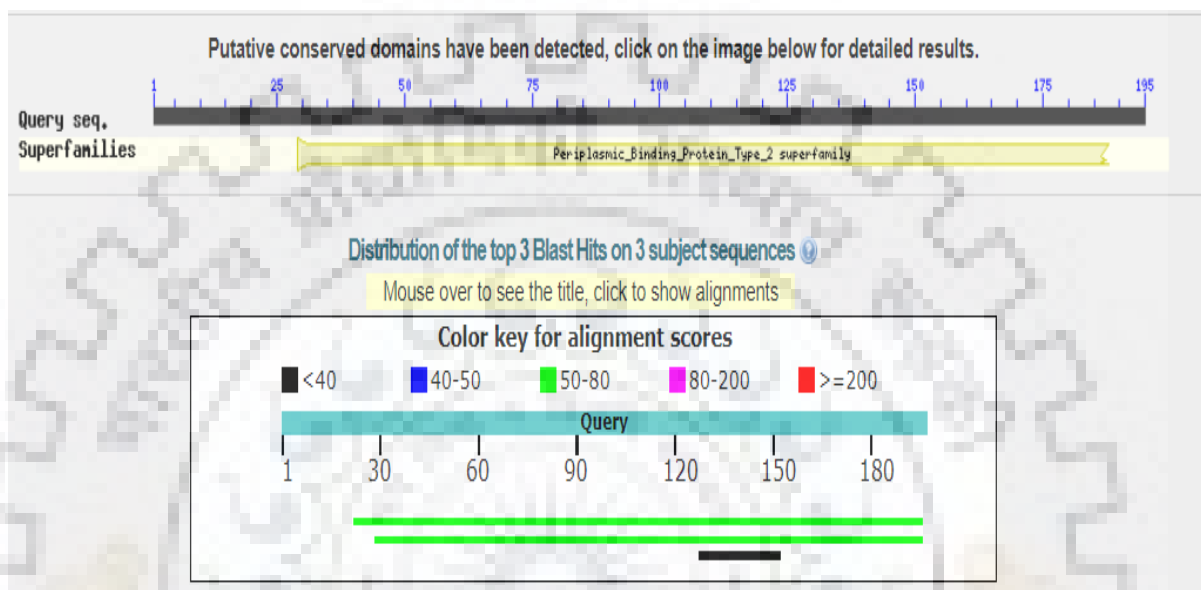 Putative conserved domains have been detected, click on the image below for detailed results.
1 25 50 75 100 125 150 175 195
Query seq.
Superfamilies
Periplasmic_Binding_Protein_Type_2 superfamily
Distribution of the top 3 Blast Hits on 3 subject sequences
Mouse over to see the title, click to show alignments
Color key for alignment scores
<40 40-50 50-80 80-200 >=200
Query
1 30 60 90 120 150 180